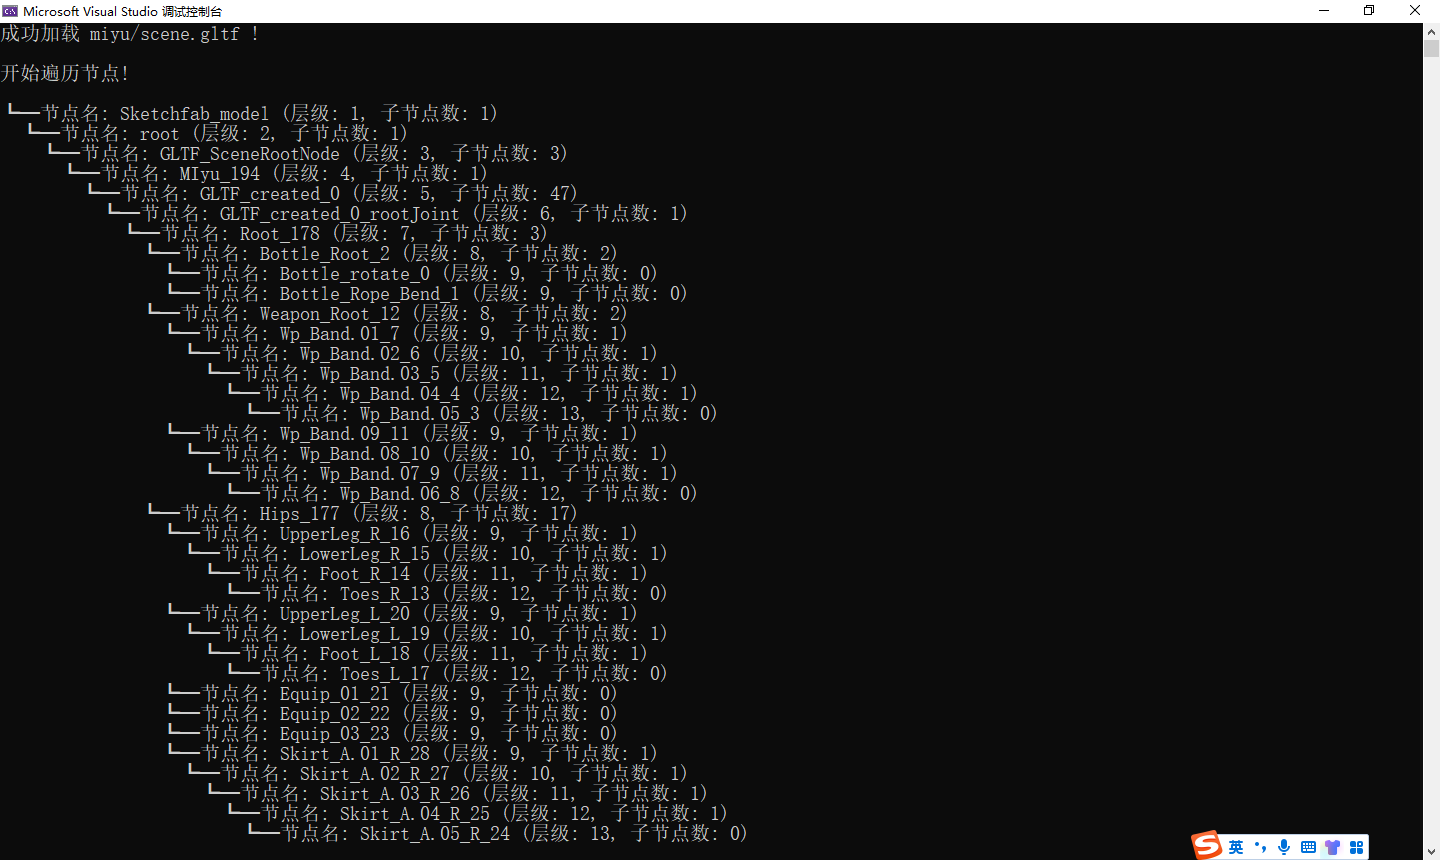 Microsoft Visual Studio 调试控制台
成功加载 miyu/scene.gltf !
开始遍历节点!
┗━━节点名: Sketchfab_model (层级: 1, 子节点数: 1)
┗━━节点名: root (层级: 2, 子节点数: 1)
┗━━节点名: GLTF_SceneRootNode (层级: 3, 子节点数: 3)
┗━━节点名: MIyu_194 (层级: 4, 子节点数: 1)
┗━━节点名: GLTF_created_0 (层级: 5, 子节点数: 47)
┗━━节点名: GLTF_created_0_rootJoint (层级: 6, 子节点数: 1)
┗━━节点名: Root_178 (层级: 7, 子节点数: 3)
┗━━节点名: Bottle_Root_2 (层级: 8, 子节点数: 2)
┗━━节点名: Bottle_rotate_0 (层级: 9, 子节点数: 0)
┗━━节点名: Bottle_Rope_Bend_1 (层级: 9, 子节点数: 0)
┗━━节点名: Weapon_Root_12 (层级: 8, 子节点数: 2)
┗━━节点名: Wp_Band.01_7 (层级: 9, 子节点数: 1)
┗━━节点名: Wp_Band.02_6 (层级: 10, 子节点数: 1)
┗━━节点名: Wp_Band.03_5 (层级: 11, 子节点数: 1)
┗━━节点名: Wp_Band.04_4 (层级: 12, 子节点数: 1)
┗━━节点名: Wp_Band.05_3 (层级: 13, 子节点数: 0)
┗━━节点名: Wp_Band.09_11 (层级: 9, 子节点数: 1)
┗━━节点名: Wp_Band.08_10 (层级: 10, 子节点数: 1)
┗━━节点名: Wp_Band.07_9 (层级: 11, 子节点数: 1)
┗━━节点名: Wp_Band.06_8 (层级: 12, 子节点数: 0)
┗━━节点名: Hips_177 (层级: 8, 子节点数: 17)
┗━━节点名: UpperLeg_R_16 (层级: 9, 子节点数: 1)
┗━━节点名: LowerLeg_R_15 (层级: 10, 子节点数: 1)
┗━━节点名: Foot_R_14 (层级: 11, 子节点数: 1)
┗━━节点名: Toes_R_13 (层级: 12, 子节点数: 0)
┗━━节点名: UpperLeg_L_20 (层级: 9, 子节点数: 1)
┗━━节点名: LowerLeg_L_19 (层级: 10, 子节点数: 1)
┗━━节点名: Foot_L_18 (层级: 11, 子节点数: 1)
┗━━节点名: Toes_L_17 (层级: 12, 子节点数: 0)
┗━━节点名: Equip_01_21 (层级: 9, 子节点数: 0)
┗━━节点名: Equip_02_22 (层级: 9, 子节点数: 0)
┗━━节点名: Equip_03_23 (层级: 9, 子节点数: 0)
┗━━节点名: Skirt_A.01_R_28 (层级: 9, 子节点数: 1)
┗━━节点名: Skirt_A.02_R_27 (层级: 10, 子节点数: 1)
┗━━节点名: Skirt_A.03_R_26 (层级: 11, 子节点数: 1)
┗━━节点名: Skirt_A.04_R_25 (层级: 12, 子节点数: 1)
┗━━节点名: Skirt_A.05_R_24 (层级: 13, 子节点数: 0)
英